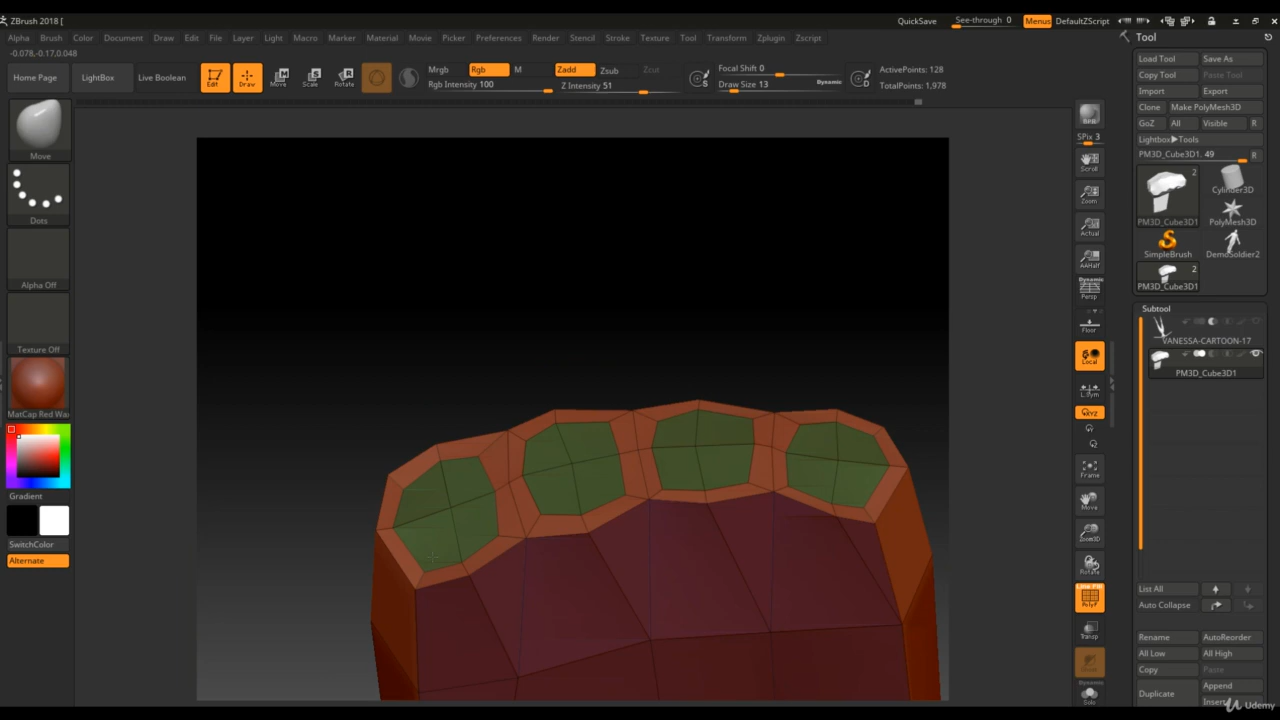 ZBrush 2018 [
QuickSave
See-through 0
Menus
DefaultZScript
Alpha Brush Color Document Draw Edit File Layer Light Macro Marker Material Movie Picker Preferences Render Stencil Stroke Texture Tool Transform Zplugin Zscript
-0.078,-0.17,0.048
Home Page
LightBox
Live Boolean
Edit
Draw
Move
Scale
Rotate
Mrgb
Rgb
M
Rgb Intensity 100
Zadd
Zsub
Zcut
Z Intensity 51
Focal Shift 0
Draw Size 13
Dynamic
ActivePoints: 128
TotalPoints: 1,978
Move
Dots
Alpha Off
Texture Off
MatCap Red Wax
Gradient
SwitchColor
Alternate
BPR
SPix 3
Scroll
Zoom
Actual
AAHalf
Dynamic
Persp
Floor
Local
L.Sym
Frame
Move
Zoom3D
Rotate
Line Fill
PolyF
Transp
Dynamic
Solo
Tool
Load Tool
Save As
Copy Tool
Paste Tool
Import
Export
Clone
Make PolyMesh3D
GoZ
All
Visible
R
Lightbox▶Tools
PM3D_Cube3D1. 49
R
2
Cylinder3D
PM3D_Cube3D1
PolyMesh3D
SimpleBrush
DemoSoldier2
2
PM3D_Cube3D1
Subtool
VANESSA-CARTOON-17
PM3D_Cube3D1
List All
Auto Collapse
Rename
AutoReorder
All Low
All High
Copy
Paste
Duplicate
Append
Insert
Udemy